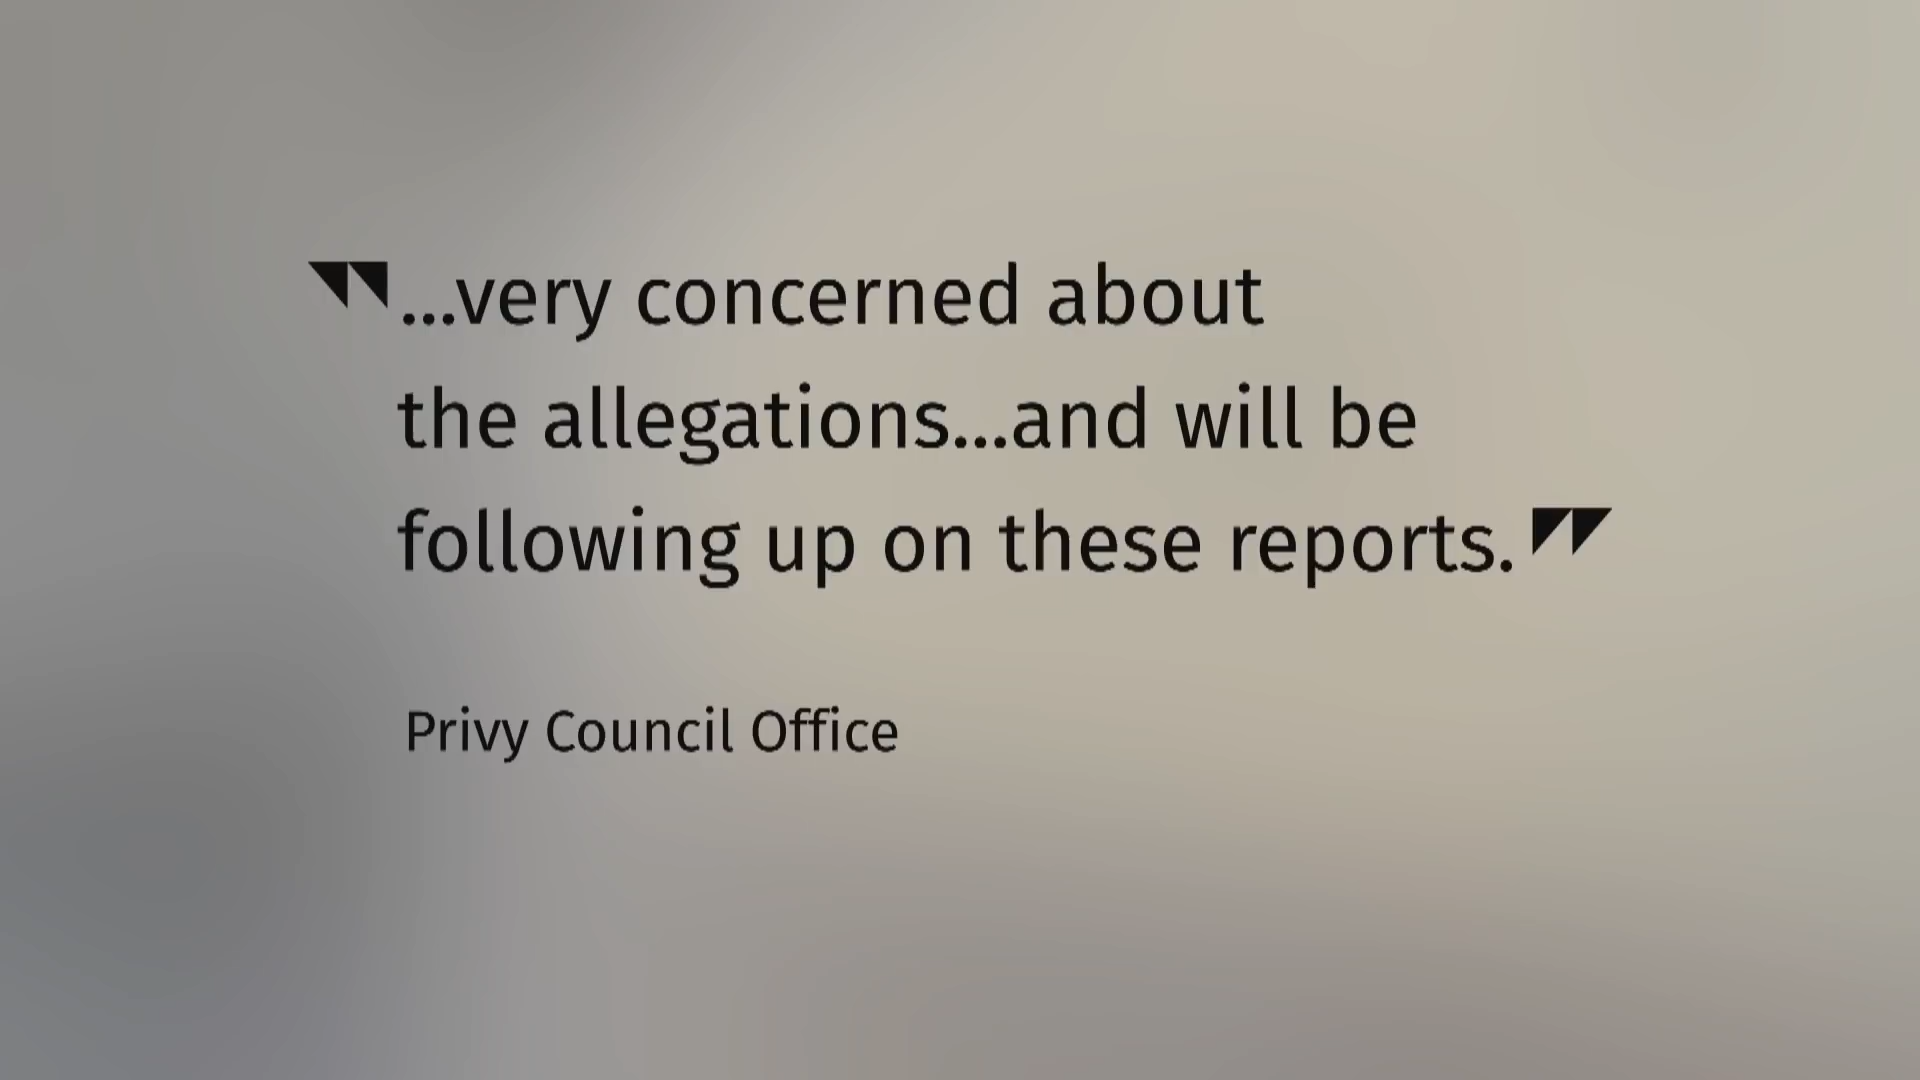 "...very concerned about
the allegations...and will be
following up on these reports."
Privy Council Office